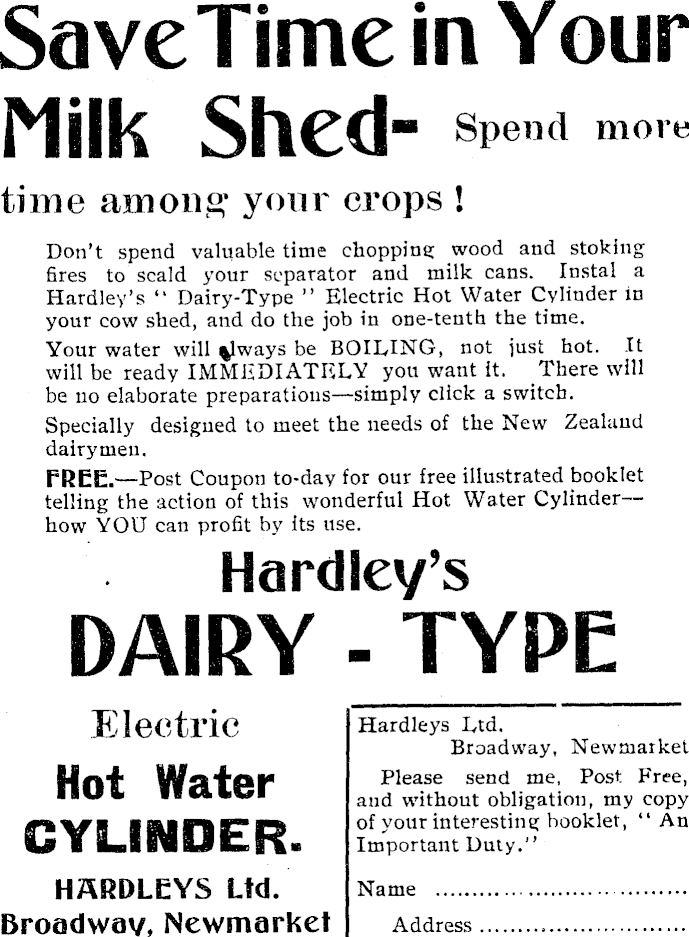 Save Time in Your
Milk Shed- Spend more
time among your crops !
Don't spend valuable time chopping wood and stoking
fires to scald your separator and milk cans. Instal a
Hardley's " Dairy-Type " Electric Hot Water Cylinder in
your cow shed, and do the job in one-tenth the time.
Your water will always be BOILING, not just hot. It
will be ready IMMEDIATELY you want it. There will
be no elaborate preparations—simply click a switch.
Specially designed to meet the needs of the New Zealand
dairymen.
FREE.—Post Coupon to-day for our free illustrated booklet
telling the action of this wonderful Hot Water Cylinder—
how YOU can profit by its use.
Hardley's
DAIRY - TYPE
Electric
Hot Water
CYLINDER.
HARDLEYS Ltd.
Broadway, Newmarket
Hardleys Ltd.
Broadway, Newmarket
Please send me, Post Free,
and without obligation, my copy
of your interesting booklet, " An
Important Duty."
Name ................................
Address ..........................